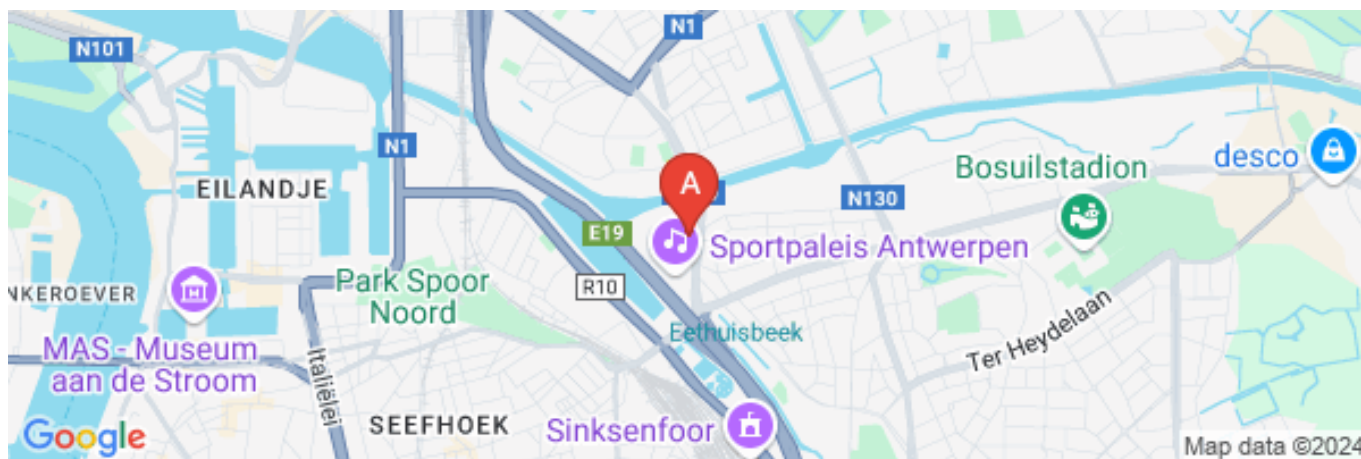 N101
N1
N1
desco
Bosuilstadion
A
EILANDJE
N130
E19
Sportpaleis Antwerpen
Park Spoor
Noord
R10
NKEROEVER
Eethuisbeek
MAS - Museum
aan de Stroom
Italiëlei
Ter Heydelaan
SEEFHOEK
Sinksenfoor
Google
Map data ©2024